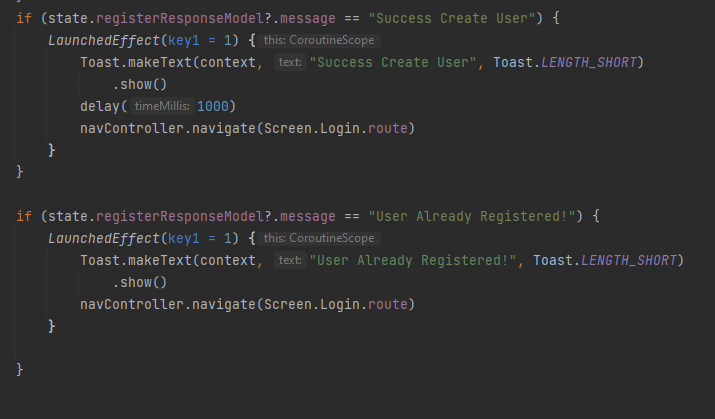 if (state.registerResponseModel?.message == "Success Create User") {
LaunchedEffect(key1 = 1) { this: CoroutineScope
Toast.makeText(context, text: "Success Create User", Toast.LENGTH_SHORT)
.show()
delay( timeMillis: 1000)
navController.navigate(Screen.Login.route)
}
}
if (state.registerResponseModel?.message == "User Already Registered!") {
LaunchedEffect(key1 = 1) { this: CoroutineScope
Toast.makeText(context, text: "User Already Registered!", Toast.LENGTH_SHORT)
.show()
navController.navigate(Screen.Login.route)
}
}